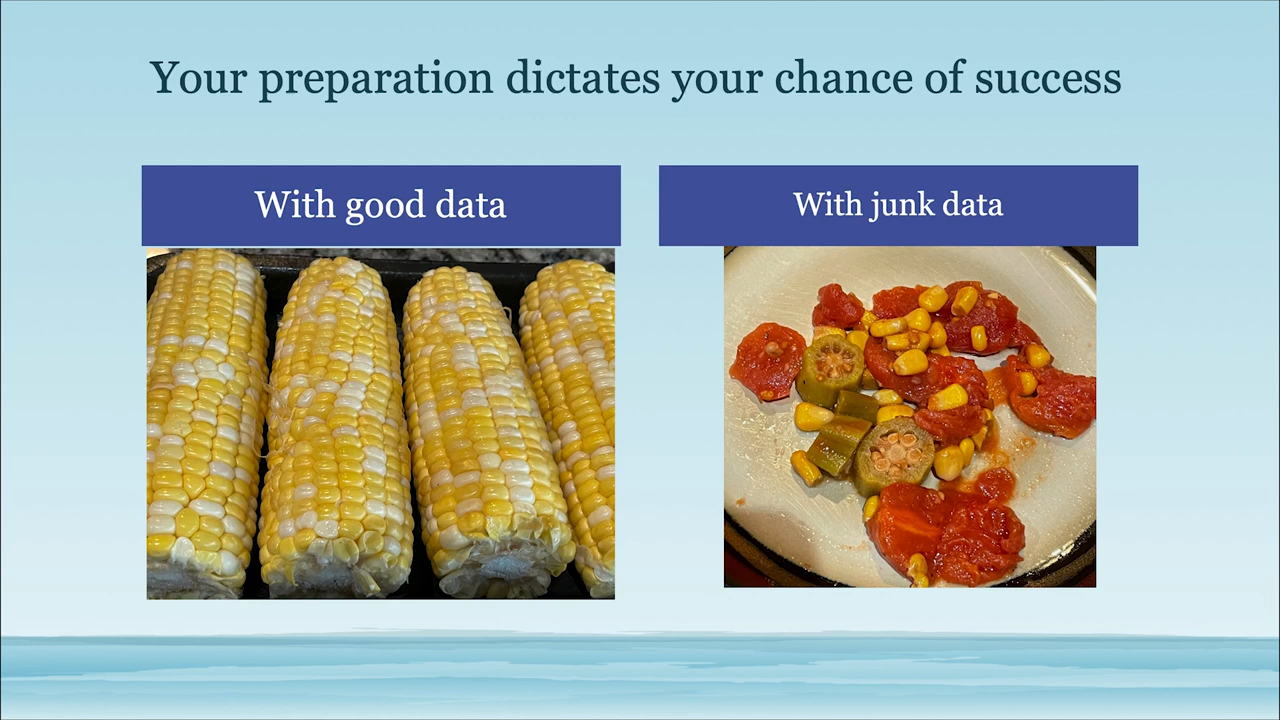 Your preparation dictates your chance of success
With good data
With junk data